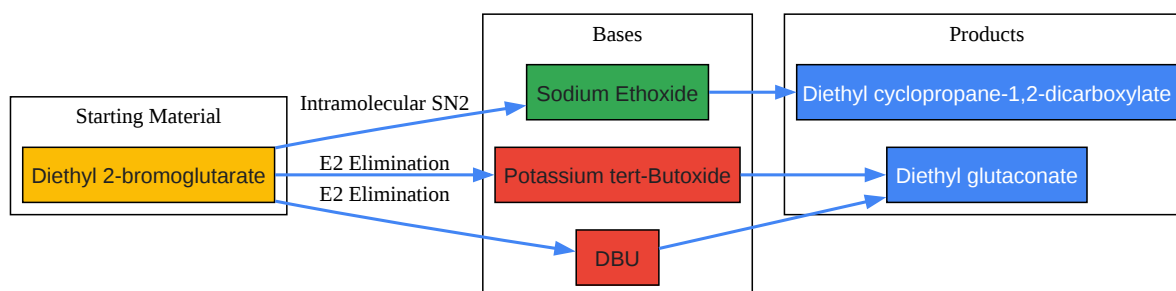 Bases
Products
Sodium Ethoxide
Diethyl cyclopropane-1,2-dicarboxylate
Intramolecular SN2
Starting Material
E2 Elimination
Diethyl 2-bromoglutarate
Potassium tert-Butoxide
Diethyl glutaconate
E2 Elimination
DBU